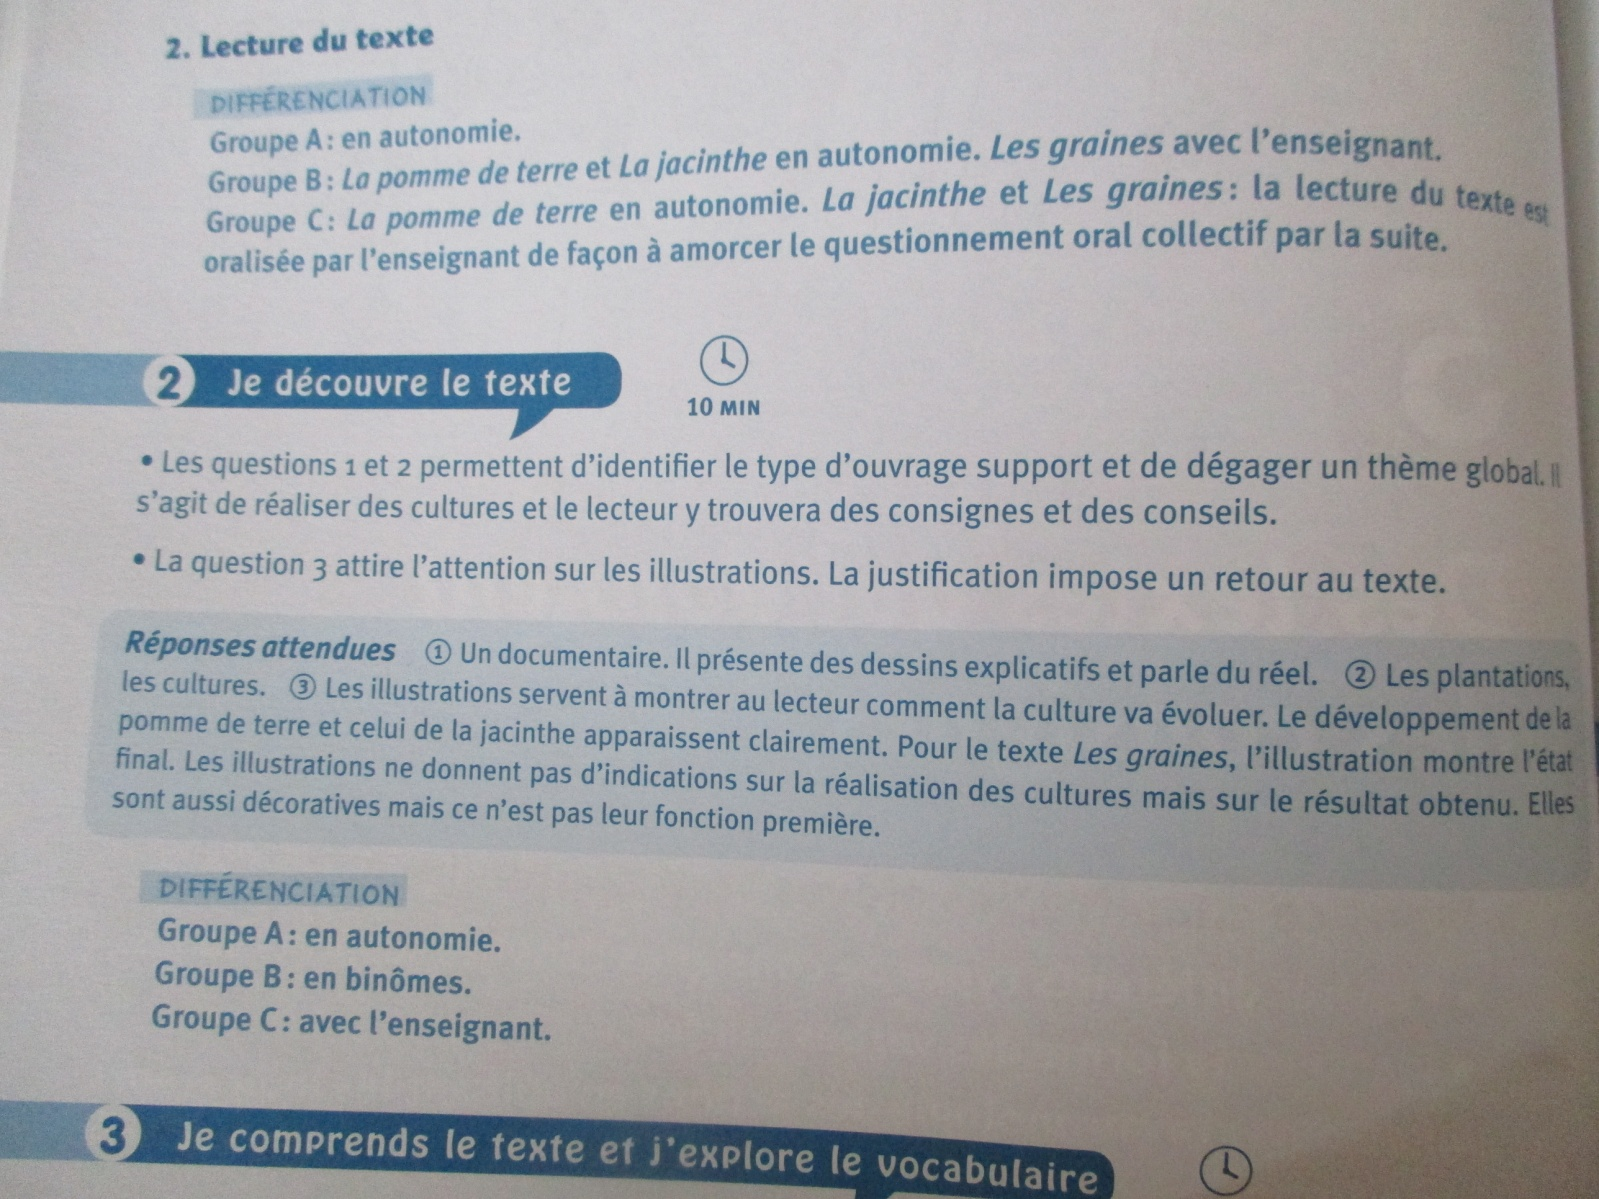 2. Lecture du texte
DIFFÉRENCIATION
Groupe A : en autonomie.
Groupe B : La pomme de terre et La jacinthe en autonomie. Les graines avec l'enseignant.
Groupe C : La pomme de terre en autonomie. La jacinthe et Les graines : la lecture du texte est
oralisée par l'enseignant de façon à amorcer le questionnement oral collectif par la suite.
2 Je découvre le texte
10 MIN
• Les questions 1 et 2 permettent d'identifier le type d'ouvrage support et de dégager un thème global. Il
s'agit de réaliser des cultures et le lecteur y trouvera des consignes et des conseils.
• La question 3 attire l'attention sur les illustrations. La justification impose un retour au texte.
Réponses attendues ① Un documentaire. Il présente des dessins explicatifs et parle du réel. ② Les plantations,
les cultures. ③ Les illustrations servent à montrer au lecteur comment la culture va évoluer. Le développement de la
pomme de terre et celui de la jacinthe apparaissent clairement. Pour le texte Les graines, l'illustration montre l'état
final. Les illustrations ne donnent pas d'indications sur la réalisation des cultures mais sur le résultat obtenu. Elles
sont aussi décoratives mais ce n'est pas leur fonction première.
DIFFÉRENCIATION
Groupe A : en autonomie.
Groupe B : en binômes.
Groupe C : avec l'enseignant.
3 Je comprends le texte et j'explore le vocabulaire